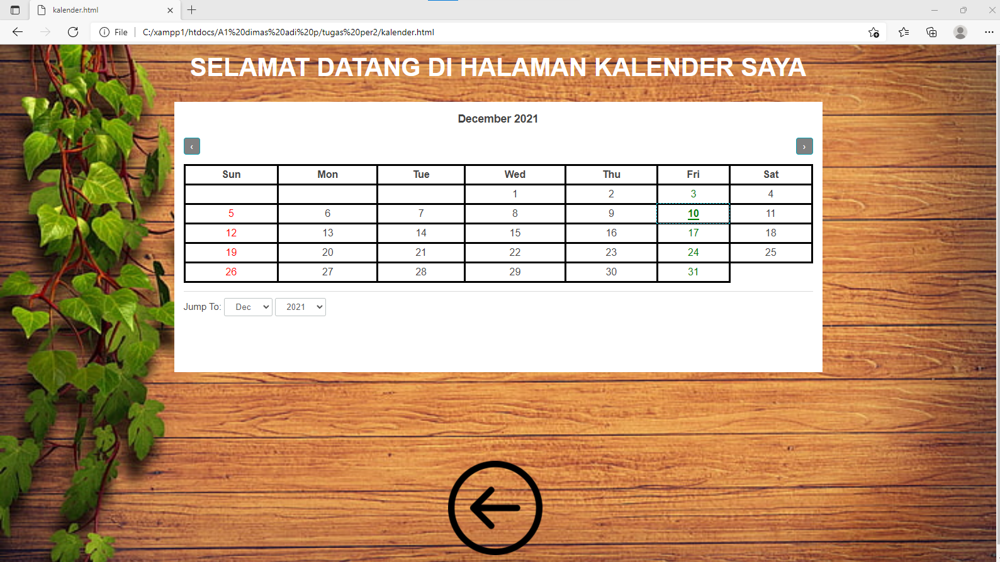 kalender.html
File C:/xampp1/htdocs/A1%20dimas%20adi%20p/tugas%20per2/kalender.html
SELAMAT DATANG DI HALAMAN KALENDER SAYA
December 2021
‹ ›
Sun Mon Tue Wed Thu Fri Sat
1 2 3 4
5 6 7 8 9 10 11
12 13 14 15 16 17 18
19 20 21 22 23 24 25
26 27 28 29 30 31
Jump To: Dec 2021